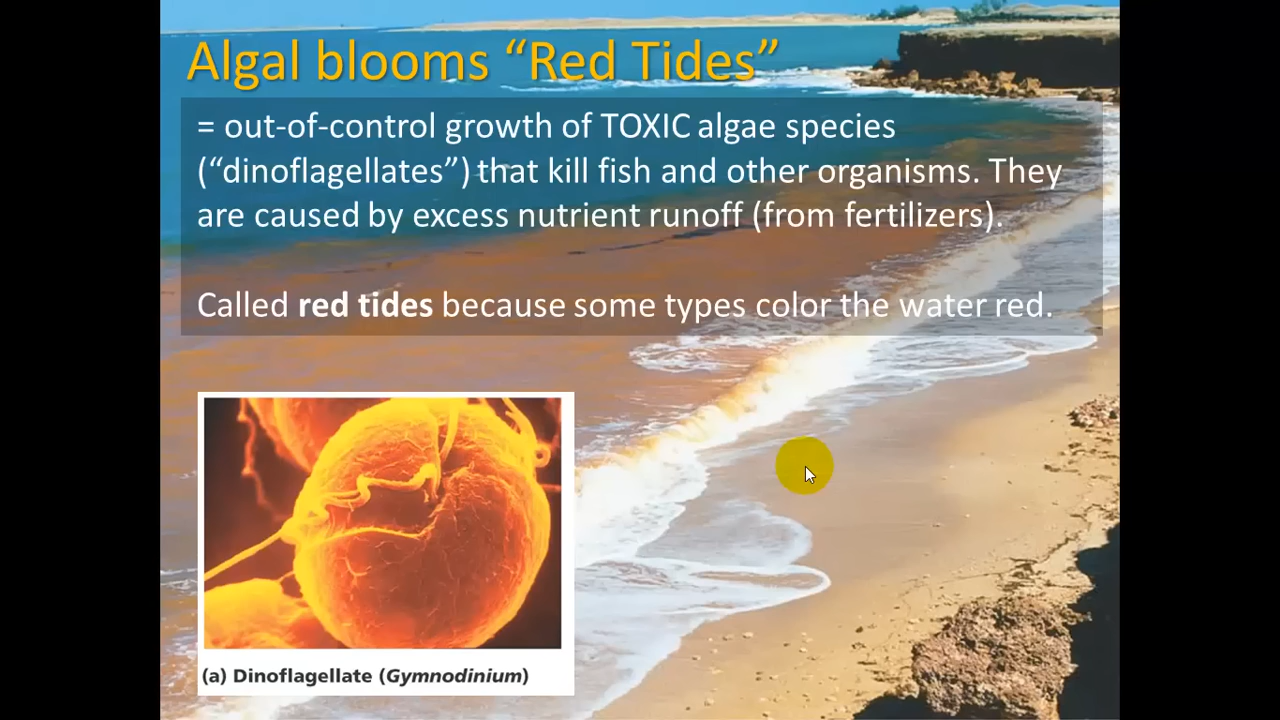 Algal blooms “Red Tides”
= out-of-control growth of TOXIC algae species
(“dinoflagellates”) that kill fish and other organisms. They
are caused by excess nutrient runoff (from fertilizers).
Called red tides because some types color the water red.
(a) Dinoflagellate (Gymnodinium)